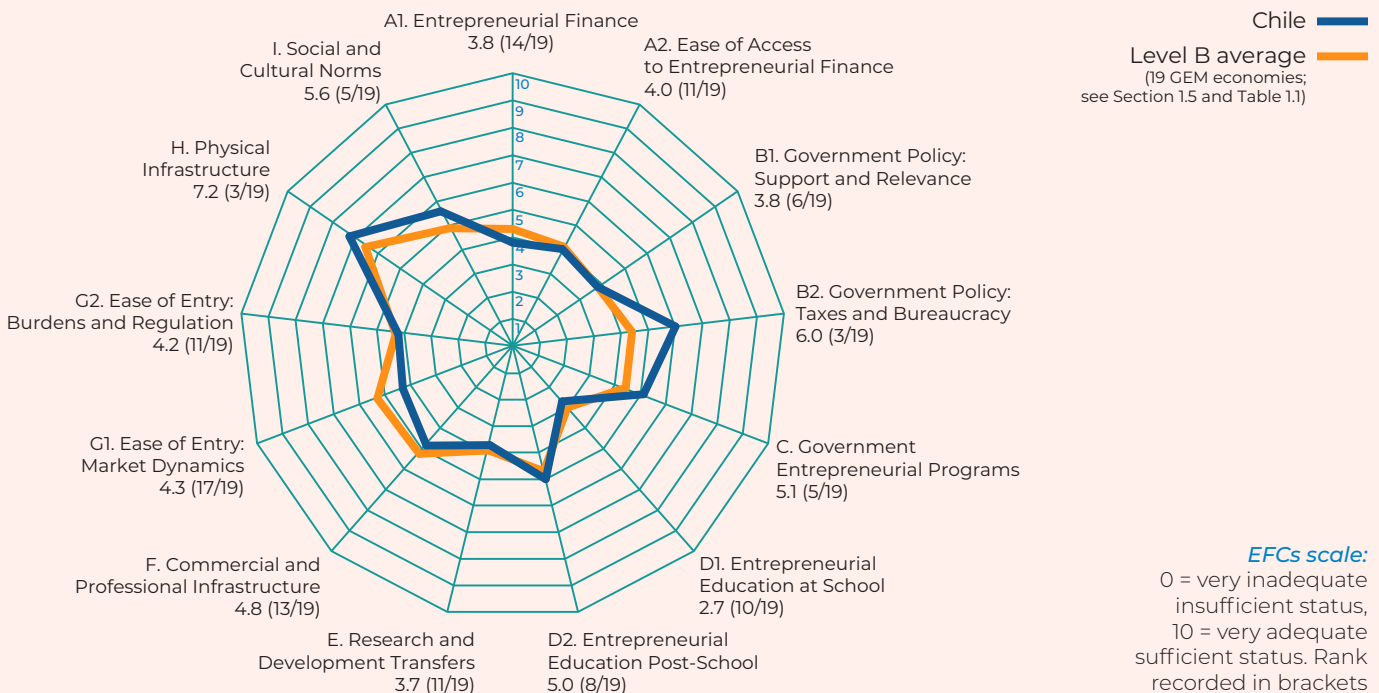 A1. Entrepreneurial Finance
3.8 (14/19)
A2. Ease of Access
to Entrepreneurial Finance
4.0 (11/19)
B1. Government Policy:
Support and Relevance
3.8 (6/19)
B2. Government Policy:
Taxes and Bureaucracy
6.0 (3/19)
C. Government
Entrepreneurial Programs
5.1 (5/19)
D1. Entrepreneurial
Education at School
2.7 (10/19)
D2. Entrepreneurial
Education Post-School
5.0 (8/19)
E. Research and
Development Transfers
3.7 (11/19)
F. Commercial and
Professional Infrastructure
4.8 (13/19)
G1. Ease of Entry:
Market Dynamics
4.3 (17/19)
G2. Ease of Entry:
Burdens and Regulation
4.2 (11/19)
H. Physical
Infrastructure
7.2 (3/19)
I. Social and
Cultural Norms
5.6 (5/19)
10
9
8
7
6
5
4
3
2
1
Chile
Level B average
(19 GEM economies;
see Section 1.5 and Table 1.1)
EFCs scale:
0 = very inadequate
insufficient status,
10 = very adequate
sufficient status. Rank
recorded in brackets